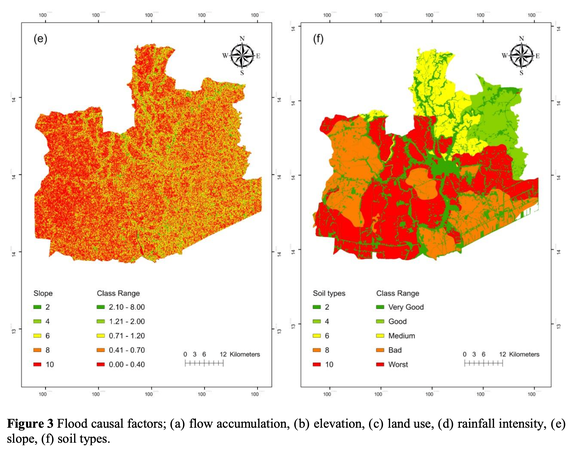 100 100 100 100 100 100 100 100
(e) N W E S (f) N W E S
14 14
14 14
14 14
13 13
Slope Class Range Soil types Class Range
2 2.10 - 8.00 2 Very Good
4 1.21 - 2.00 4 Good
6 0.71 - 1.20 6 Medium
8 0.41 - 0.70 8 Bad
10 0.00 - 0.40 10 Worst
0 3 6 12 Kilometers 0 3 6 12 Kilometers
100 100 100 100 100 100 100 100
Figure 3 Flood causal factors; (a) flow accumulation, (b) elevation, (c) land use, (d) rainfall intensity, (e)
slope, (f) soil types.